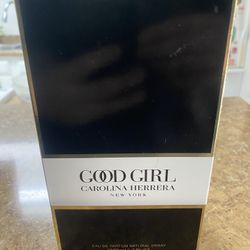 GOOD GIRL
CAROLINA HERRERA
NEW YORK
EAU DE PARFUM NATURAL SPRAY